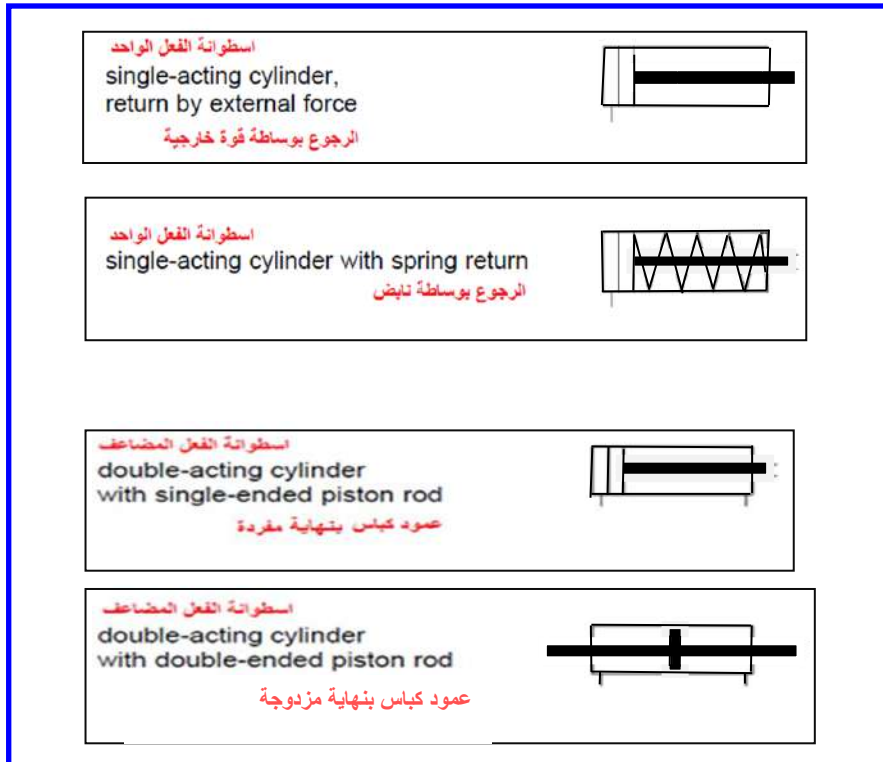 اسطوانة الفعل الواحد
single-acting cylinder,
return by external force
الرجوع بوساطة قوة خارجية
اسطوانة الفعل الواحد
single-acting cylinder with spring return
الرجوع بوساطة نابض
اسطوانة الفعل المضاعف
double-acting cylinder
with single-ended piston rod
عمود كباس بنهاية مفردة
اسطوانة الفعل المضاعف
double-acting cylinder
with double-ended piston rod
عمود كباس بنهاية مزدوجة